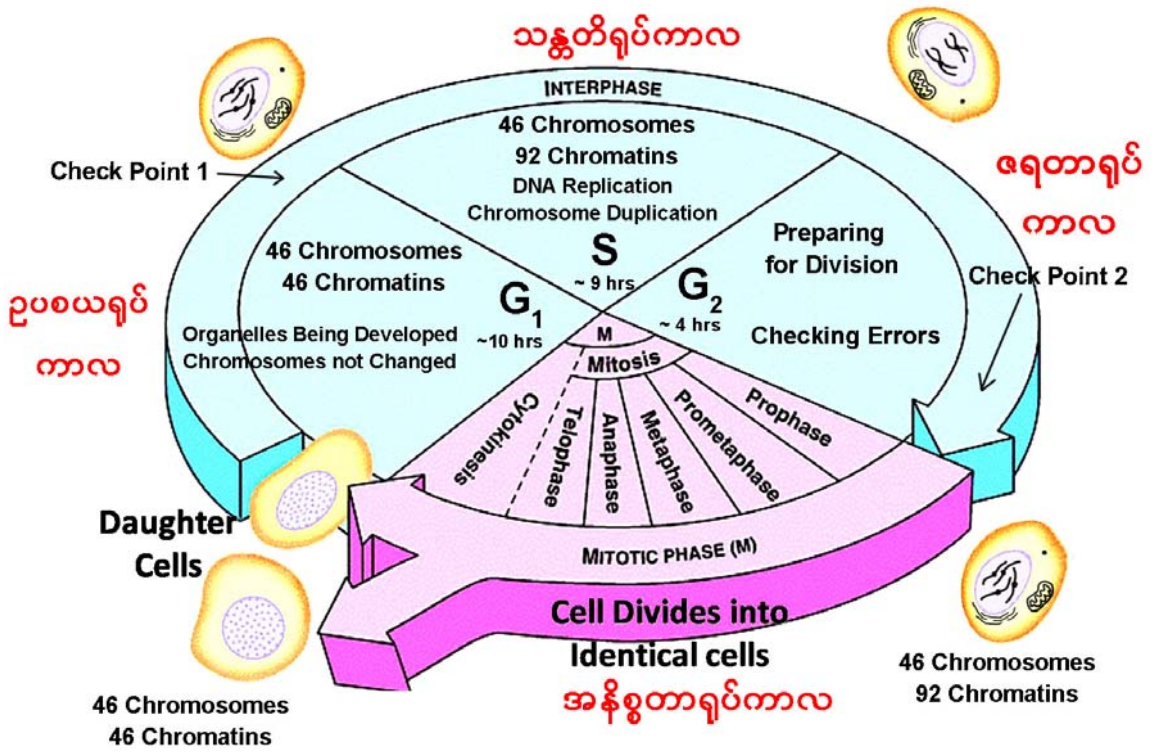 သန္တတိရုပ်ကာလ
INTERPHASE
46 Chromosomes
92 Chromatins
DNA Replication
Chromosome Duplication
S
~ 9 hrs
Check Point 1
ဇရတာရုပ်
ကာလ
Preparing
for Division
Check Point 2
Checking Errors
G2
~ 4 hrs
46 Chromosomes
46 Chromatins
G1
~10 hrs
Organelles Being Developed
Chromosomes not Changed
ဥပစယရုပ်
ကာလ
M
Mitosis
Cytokinesis
Telophase
Anaphase
Metaphase
Prometaphase
Prophase
MITOTIC PHASE (M)
Daughter
Cells
Cell Divides into
Identical cells
အနိစ္စတာရုပ်ကာလ
46 Chromosomes
92 Chromatins
46 Chromosomes
46 Chromatins